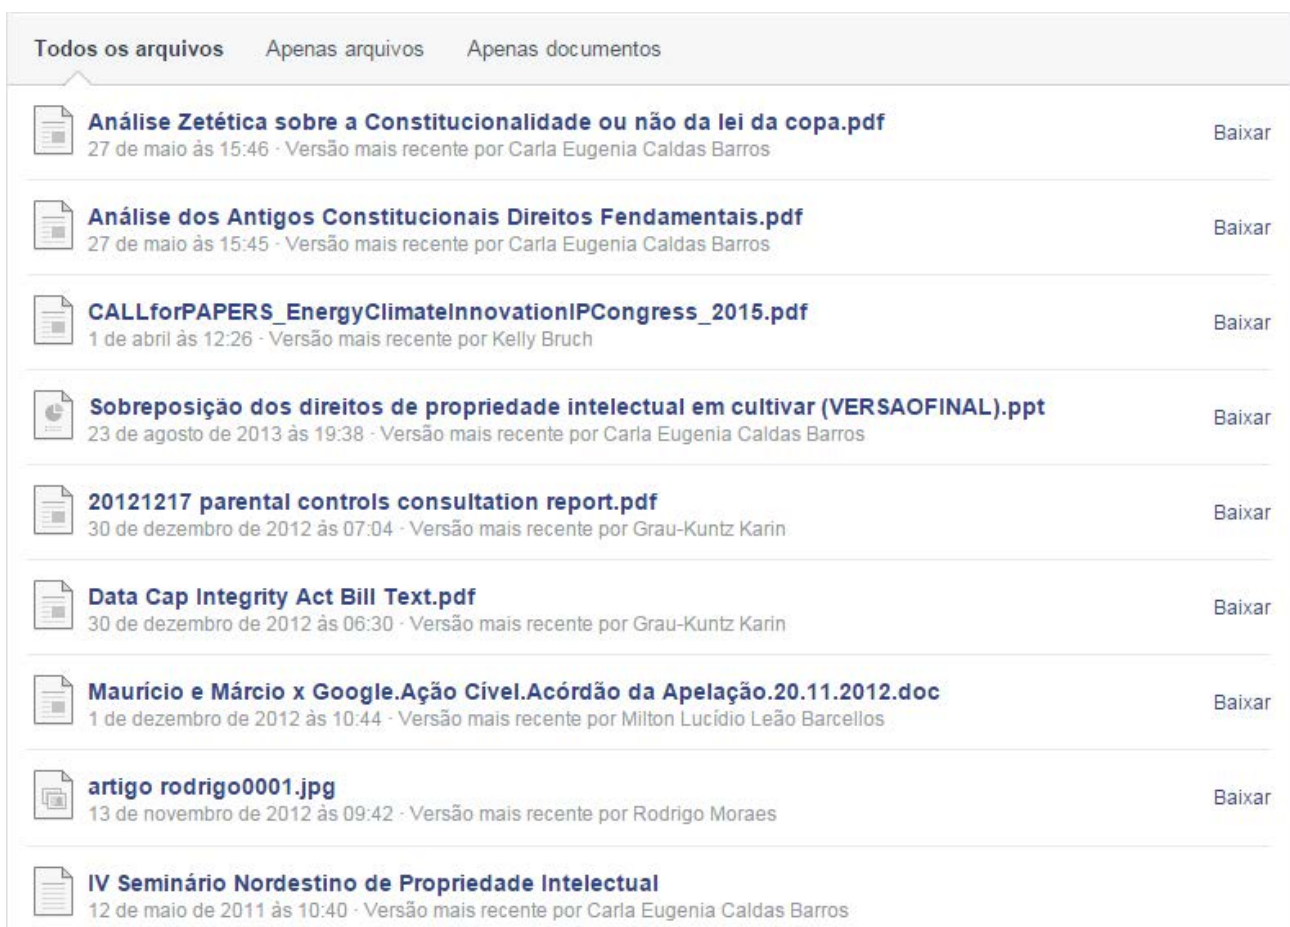 Todos os arquivos Apenas arquivos Apenas documentos
Análise Zetética sobre a Constitucionalidade ou não da lei da copa.pdf
Baixar
27 de maio às 15:46 · Versão mais recente por Carla Eugenia Caldas Barros
Análise dos Antigos Constitucionais Direitos Fendamentais.pdf
Baixar
27 de maio às 15:45 · Versão mais recente por Carla Eugenia Caldas Barros
CALLforPAPERS_EnergyClimateInnovationIPCongress_2015.pdf
Baixar
1 de abril às 12:26 · Versão mais recente por Kelly Bruch
Sobreposição dos direitos de propriedade intelectual em cultivar (VERSAOFINAL).ppt
Baixar
23 de agosto de 2013 às 19:38 · Versão mais recente por Carla Eugenia Caldas Barros
20121217 parental controls consultation report.pdf
Baixar
30 de dezembro de 2012 às 07:04 · Versão mais recente por Grau-Kuntz Karin
Data Cap Integrity Act Bill Text.pdf
Baixar
30 de dezembro de 2012 às 06:30 · Versão mais recente por Grau-Kuntz Karin
Maurício e Márcio x Google.Ação Cível.Acórdão da Apelação.20.11.2012.doc
Baixar
1 de dezembro de 2012 às 10:44 · Versão mais recente por Milton Lucídio Leão Barcellos
artigo rodrigo0001.jpg
Baixar
13 de novembro de 2012 às 09:42 · Versão mais recente por Rodrigo Moraes
IV Seminário Nordestino de Propriedade Intelectual
12 de maio de 2011 às 10:40 · Versão mais recente por Carla Eugenia Caldas Barros